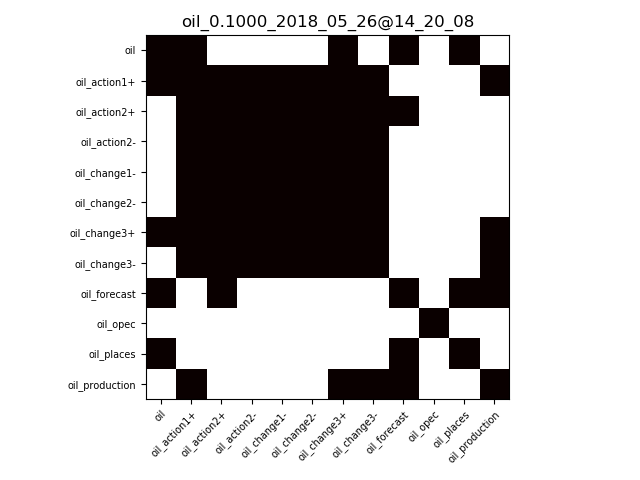 oil_0.1000_2018_05_26@14_20_08
oil
oil_action1+
oil_action2+
oil_action2-
oil_change1-
oil_change2-
oil_change3+
oil_change3-
oil_forecast
oil_opec
oil_places
oil_production
oil
oil_action1+
oil_action2+
oil_action2-
oil_change1-
oil_change2-
oil_change3+
oil_change3-
oil_forecast
oil_opec
oil_places
oil_production